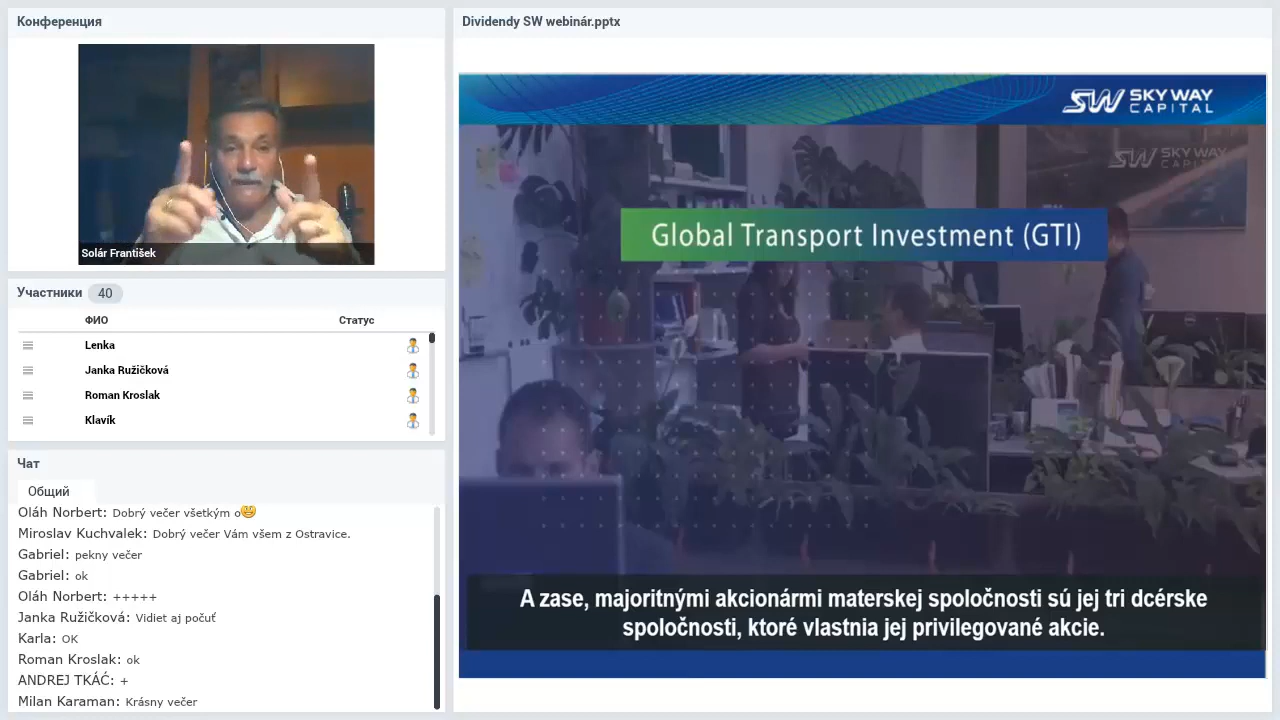 Конференция
Solár František
Участники 40
ФИО Статус
Lenka
Janka Ružičková
Roman Kroslak
Klavík
Чат
Общий
Oláh Norbert: Dobrý večer všetkým o
Miroslav Kuchvalek: Dobrý večer Vám všem z Ostravice.
Gabriel: pekny večer
Gabriel: ok
Oláh Norbert: +++++
Janka Ružičková: Vidiet aj počuť
Karla: OK
Roman Kroslak: ok
ANDREJ TKÁČ: +
Milan Karaman: Krásny večer
Dividendy SW webinár.pptx
SW SKY WAY
CAPITAL
SW SKY WAY
CAPITAL
Global Transport Investment (GTI)
A zase, majoritnými akcionármi materskej spoločnosti sú jej tri dcérske
spoločnosti, ktoré vlastnia jej privilegované akcie.